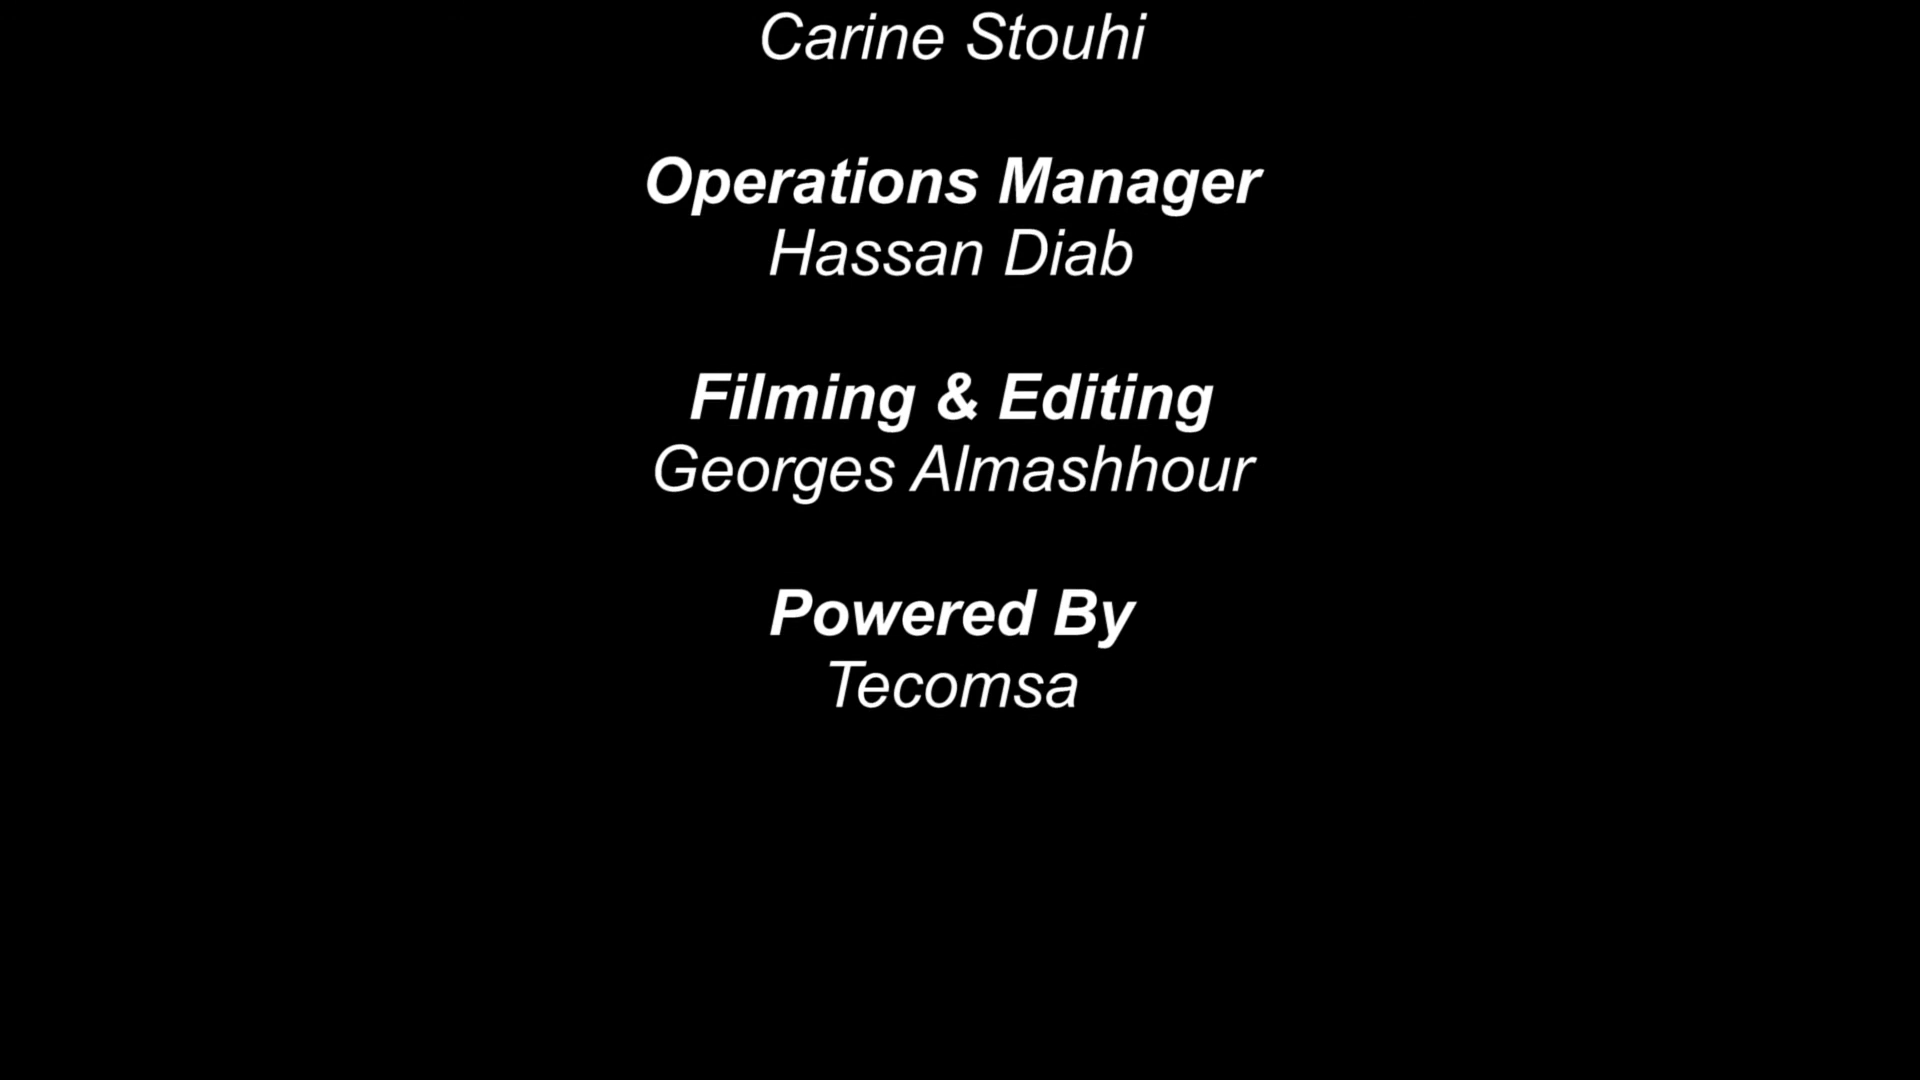 Carine Stouhi
Operations Manager
Hassan Diab
Filming & Editing
Georges Almashhour
Powered By
Tecomsa